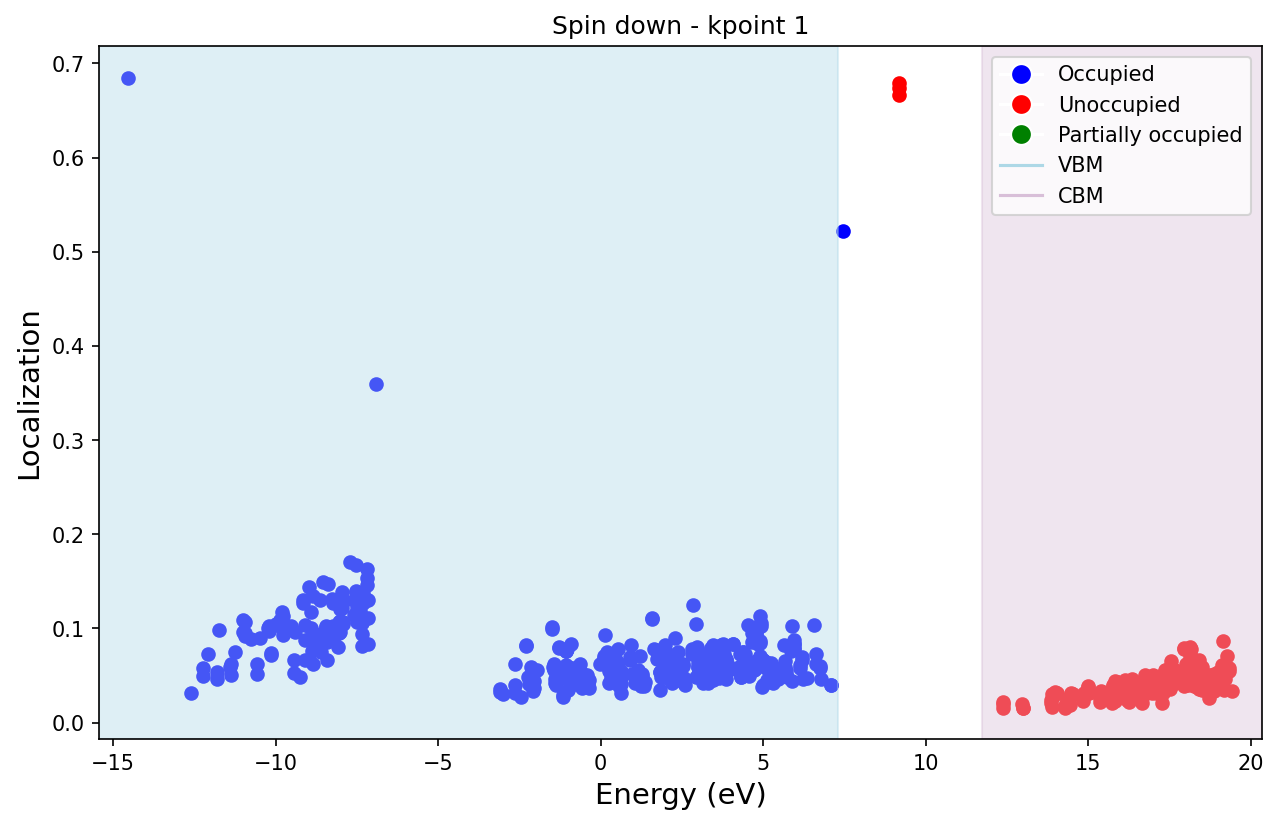 Spin down - kpoint 1
Localization
0.7
0.6
0.5
0.4
0.3
0.2
0.1
0.0
Occupied
Unoccupied
Partially occupied
VBM
CBM
−15
−10
−5
0
5
10
15
20
Energy (eV)